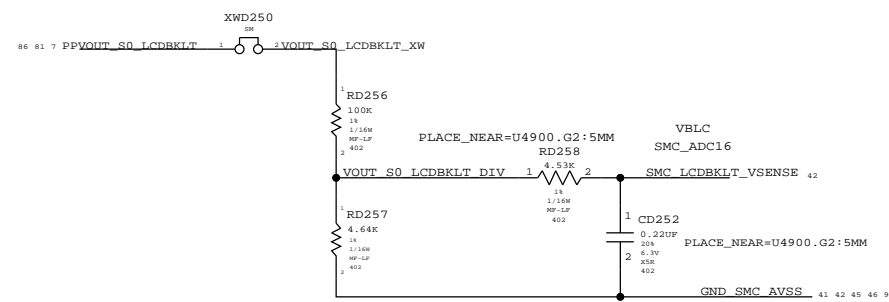 XWD250
SM
86 81 7 PPVOUT_S0_LCDBKLT 1 2 VOUT_S0_LCDBKLT_XW
1
RD256
100K
1%
1/16W
MF-LF
402
2
PLACE_NEAR=U4900.G2:5MM
RD258
4.53K
VBLC
SMC_ADC16
VOUT_S0_LCDBKLT_DIV 1 2 SMC_LCDBKLT_VSENSE 42
1%
1/16W
MF-LF
402
1
RD257
4.64K
1%
1/16W
MF-LF
402
2
1 CD252
0.22UF
20%
6.3V
X5R
402
2
PLACE_NEAR=U4900.G2:5MM
GND_SMC_AVSS 41 42 45 46 9